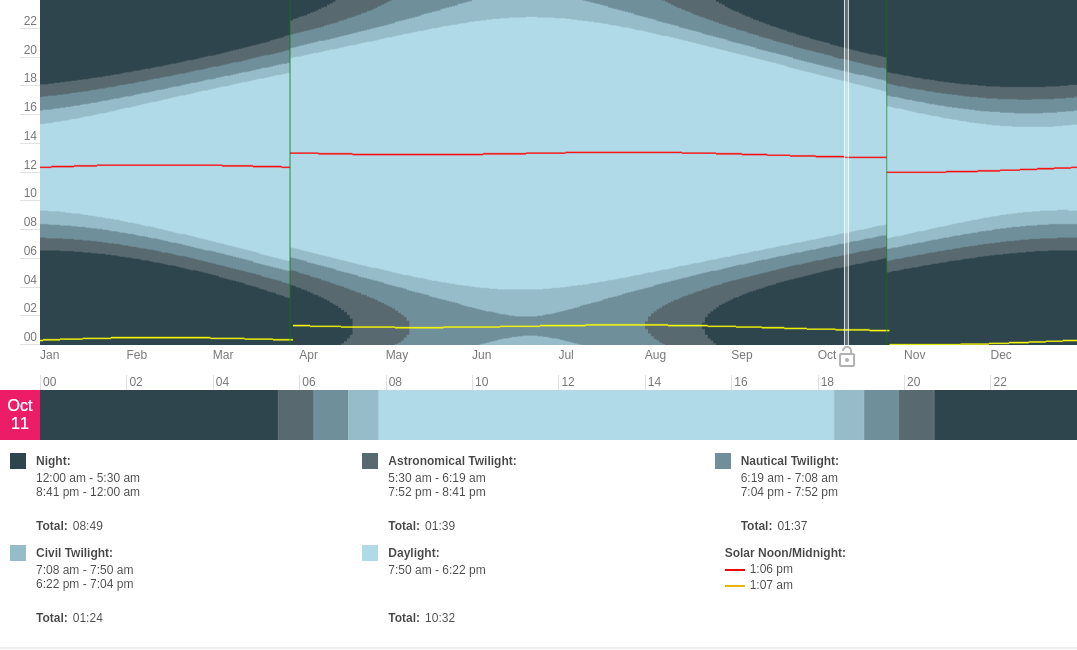 22
20
18
16
14
12
10
08
06
04
02
00
Jan Feb Mar Apr May Jun Jul Aug Sep Oct Nov Dec
00 02 04 06 08 10 12 14 16 18 20 22
Oct
11
Night:
12:00 am - 5:30 am
8:41 pm - 12:00 am
Total: 08:49
Astronomical Twilight:
5:30 am - 6:19 am
7:52 pm - 8:41 pm
Total: 01:39
Nautical Twilight:
6:19 am - 7:08 am
7:04 pm - 7:52 pm
Total: 01:37
Civil Twilight:
7:08 am - 7:50 am
6:22 pm - 7:04 pm
Total: 01:24
Daylight:
7:50 am - 6:22 pm
Total: 10:32
Solar Noon/Midnight:
1:06 pm
1:07 am